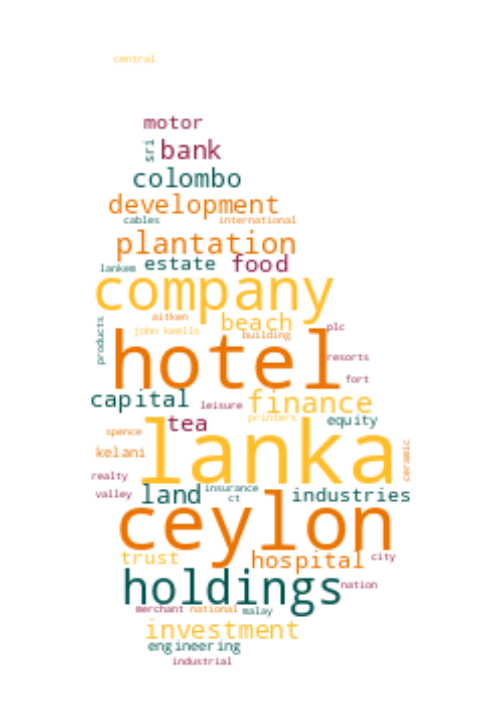 central
motor
sri
bank
colombo
development
cables
international
plantation
lankem
estate
food
company
aitken
beach
john keells
building
plc
products
hotel
resorts
fort
capital
leisure
finance
printers
tea
equity
spence
lanka
kelani
ceramic
realty
valley
land
insurance
ct
industries
ceylon
trust
hospital
city
holdings
nation
merchant
national
malay
investment
engineering
industrial